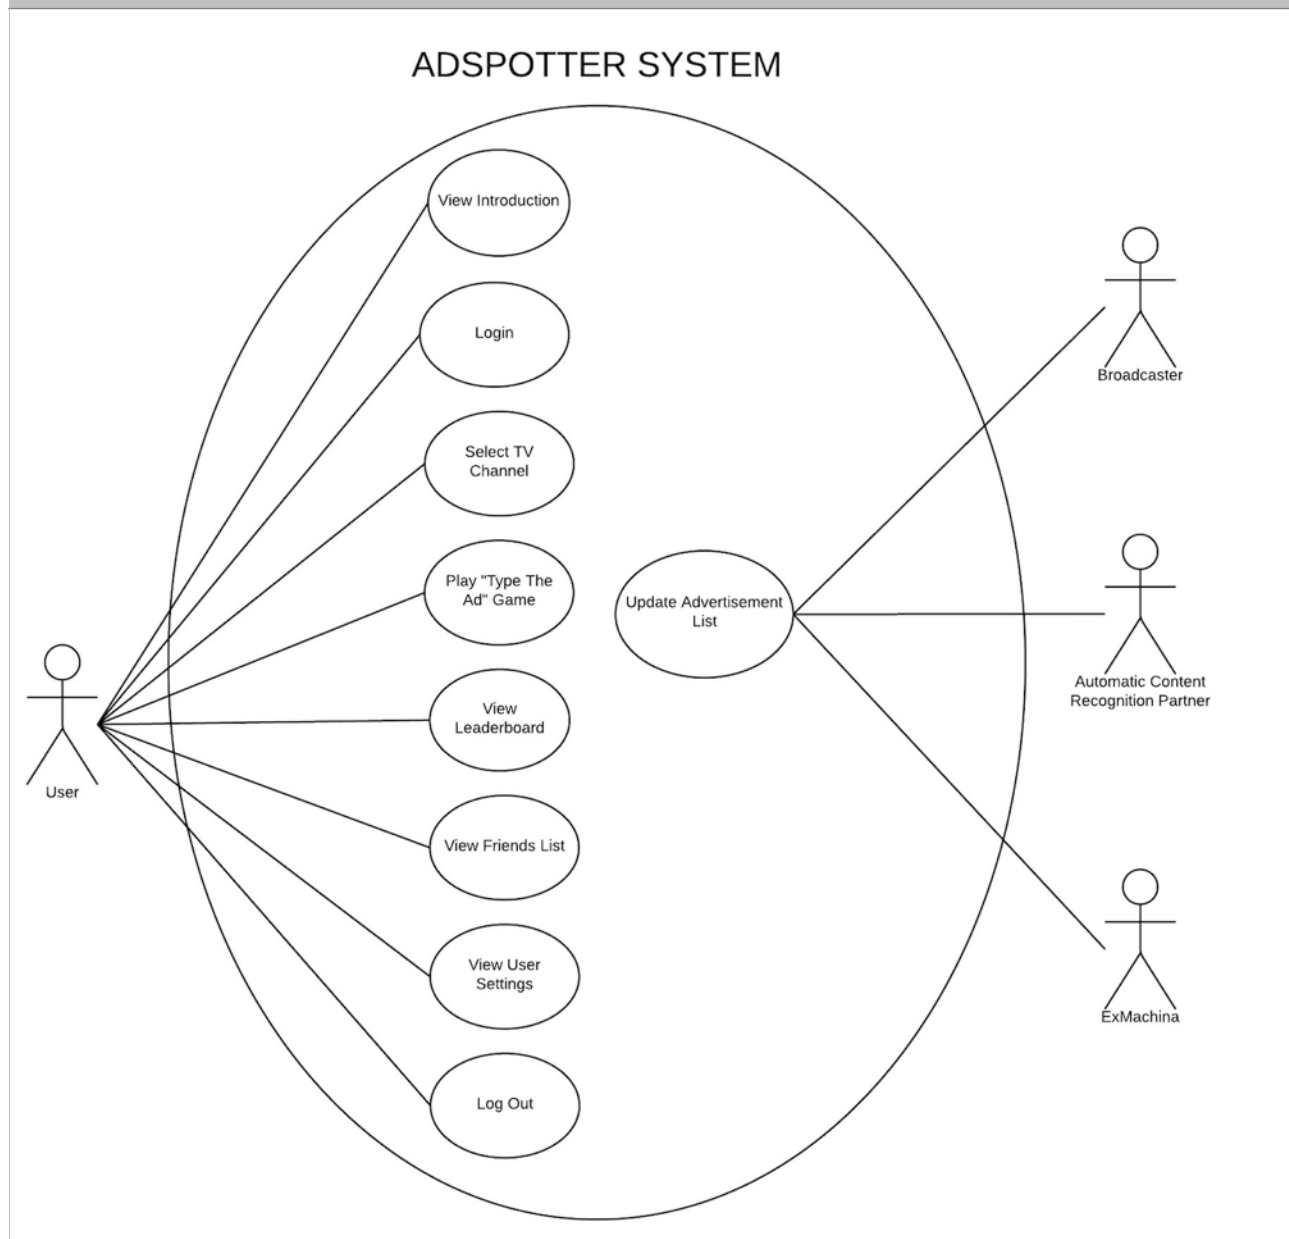 ADSPOTTER SYSTEM
View Introduction
Login
Select TV
Channel
Play "Type The
Ad" Game
View
Leaderboard
View Friends List
View User
Settings
Log Out
User
Update Advertisement
List
Broadcaster
Automatic Content
Recognition Partner
ExMachina